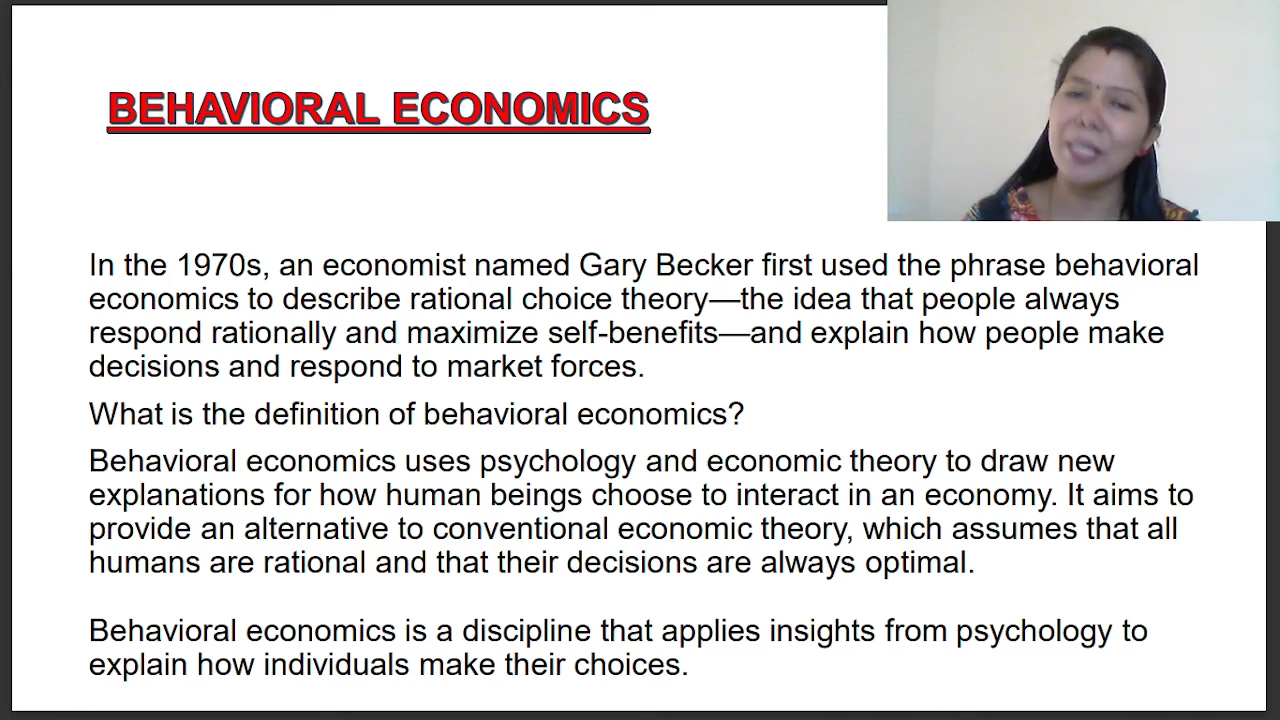 BEHAVIORAL ECONOMICS
In the 1970s, an economist named Gary Becker first used the phrase behavioral
economics to describe rational choice theory—the idea that people always
respond rationally and maximize self-benefits—and explain how people make
decisions and respond to market forces.
What is the definition of behavioral economics?
Behavioral economics uses psychology and economic theory to draw new
explanations for how human beings choose to interact in an economy. It aims to
provide an alternative to conventional economic theory, which assumes that all
humans are rational and that their decisions are always optimal.
Behavioral economics is a discipline that applies insights from psychology to
explain how individuals make their choices.